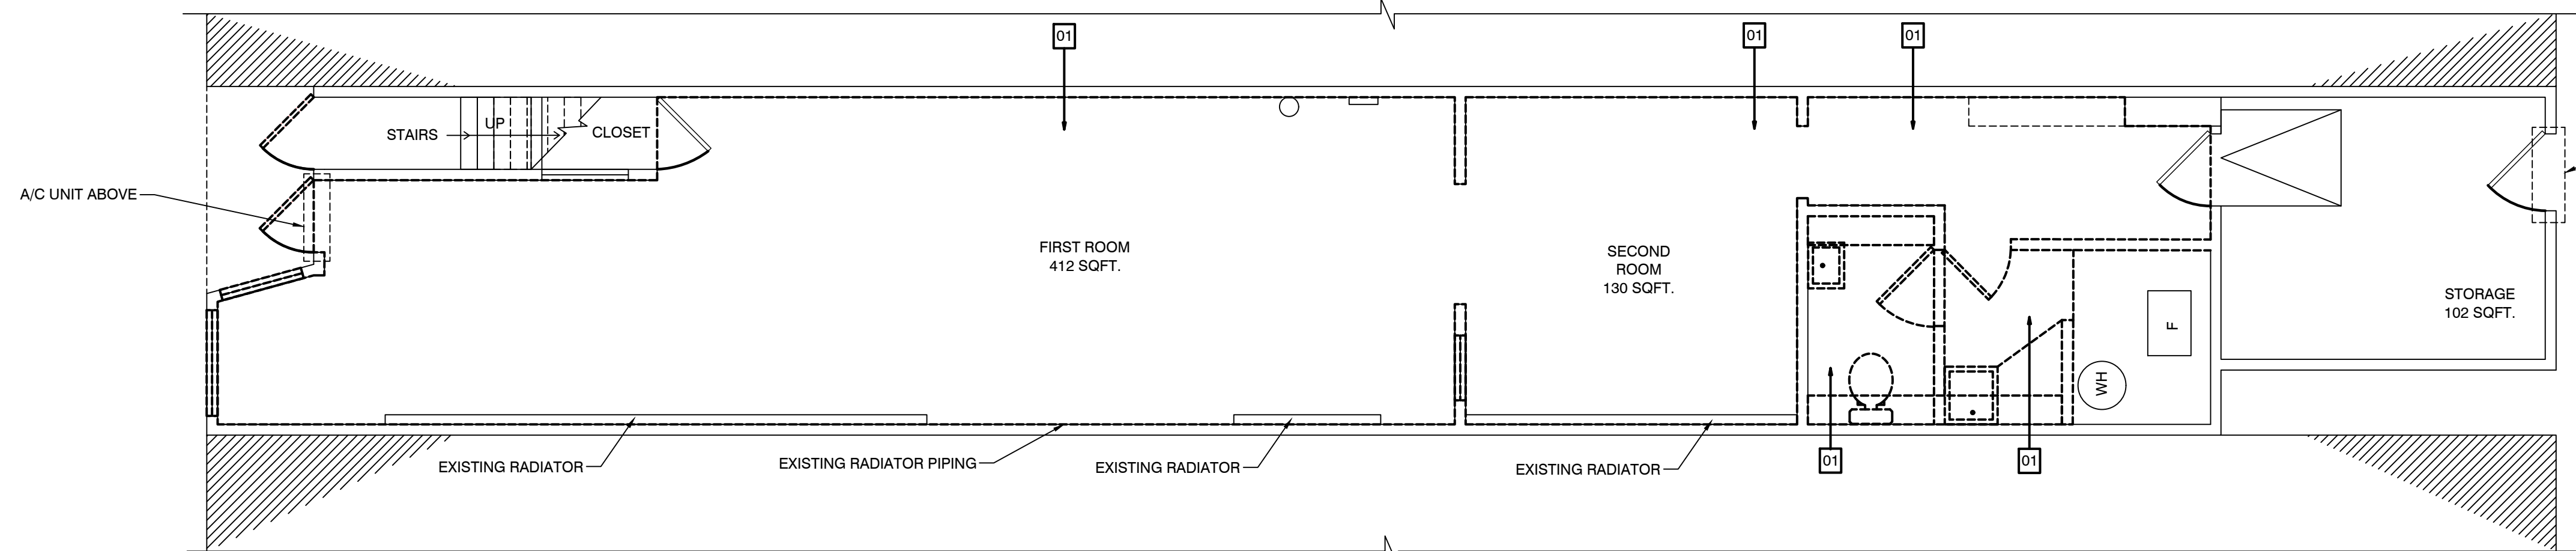 01
01
01
STAIRS
UP
CLOSET
A/C UNIT ABOVE
FIRST ROOM
412 SQFT.
SECOND
ROOM
130 SQFT.
STORAGE
102 SQFT.
F
WH
EXISTING RADIATOR
EXISTING RADIATOR PIPING
EXISTING RADIATOR
EXISTING RADIATOR
01
01